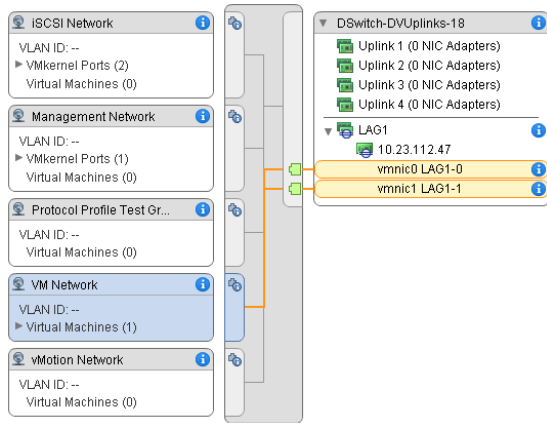 iSCSI Network
VLAN ID: --
VMkernel Ports (2)
Virtual Machines (0)
Management Network
VLAN ID: --
VMkernel Ports (1)
Virtual Machines (0)
Protocol Profile Test Gr...
VLAN ID: --
Virtual Machines (0)
VM Network
VLAN ID: --
Virtual Machines (1)
vMotion Network
VLAN ID: --
Virtual Machines (0)
DSwitch-DVUplinks-18
Uplink 1 (0 NIC Adapters)
Uplink 2 (0 NIC Adapters)
Uplink 3 (0 NIC Adapters)
Uplink 4 (0 NIC Adapters)
LAG1
10.23.112.47
vmnic0 LAG1-0
vmnic1 LAG1-1